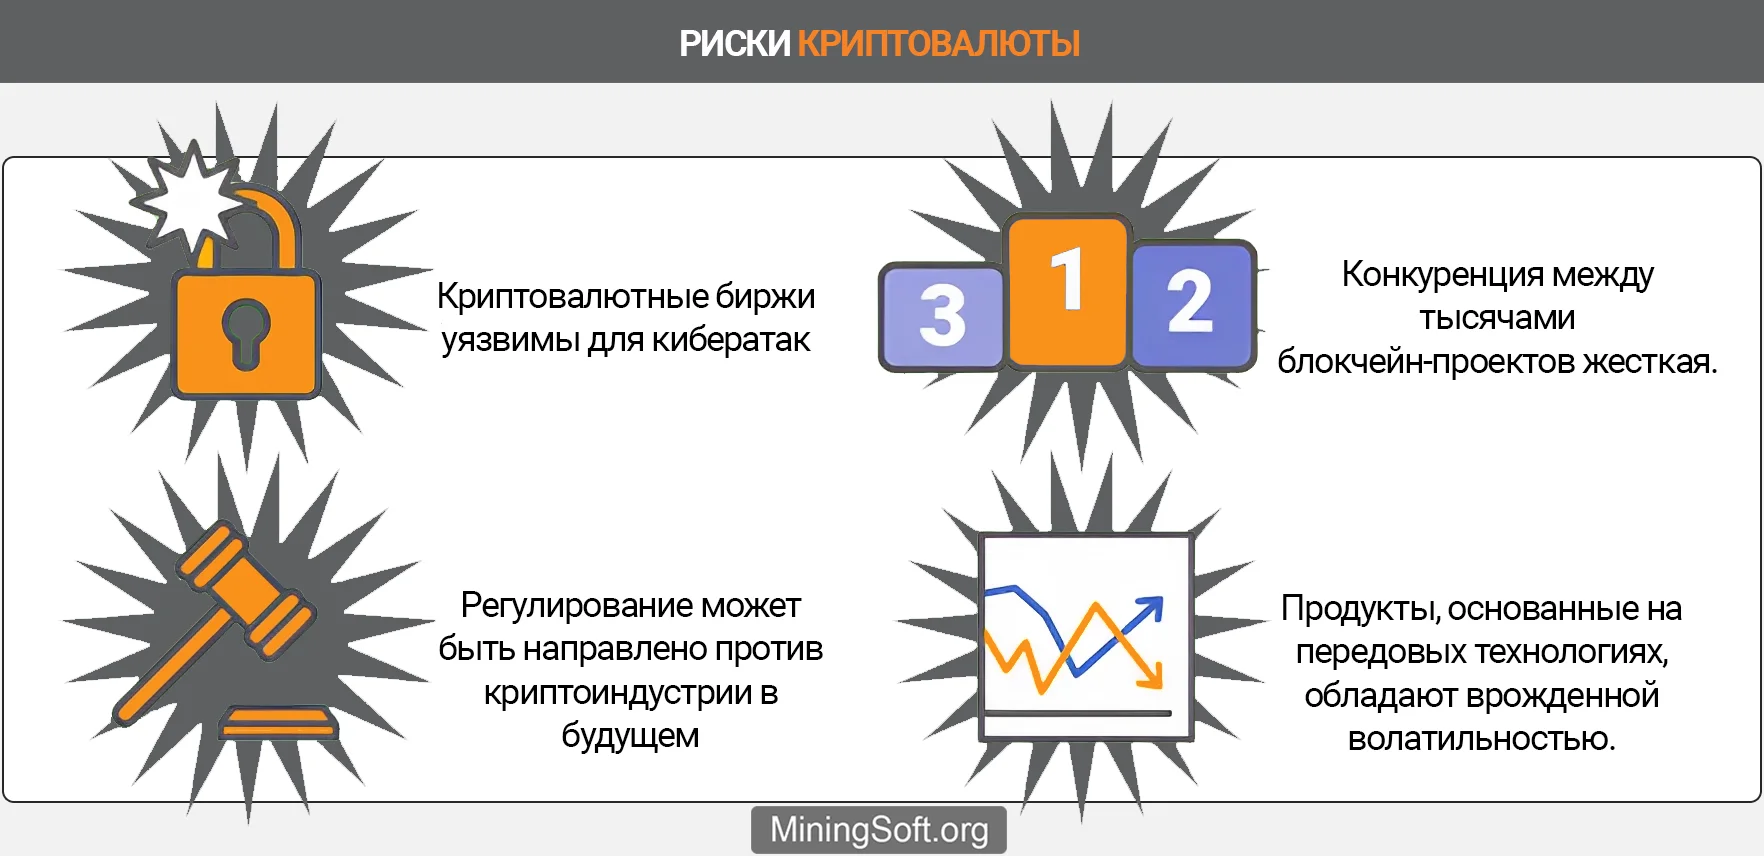 РИСКИ КРИПТОВАЛЮТЫ
Криптовалютные биржи
уязвимы для кибератак
3
1
2
Конкуренция между
тысячами
блокчейн-проектов жесткая.
Регулирование может
быть направлено против
криптоиндустрии в
будущем
Продукты, основанные на
передовых технологиях,
обладают врожденной
волатильностью.
MiningSoft.org